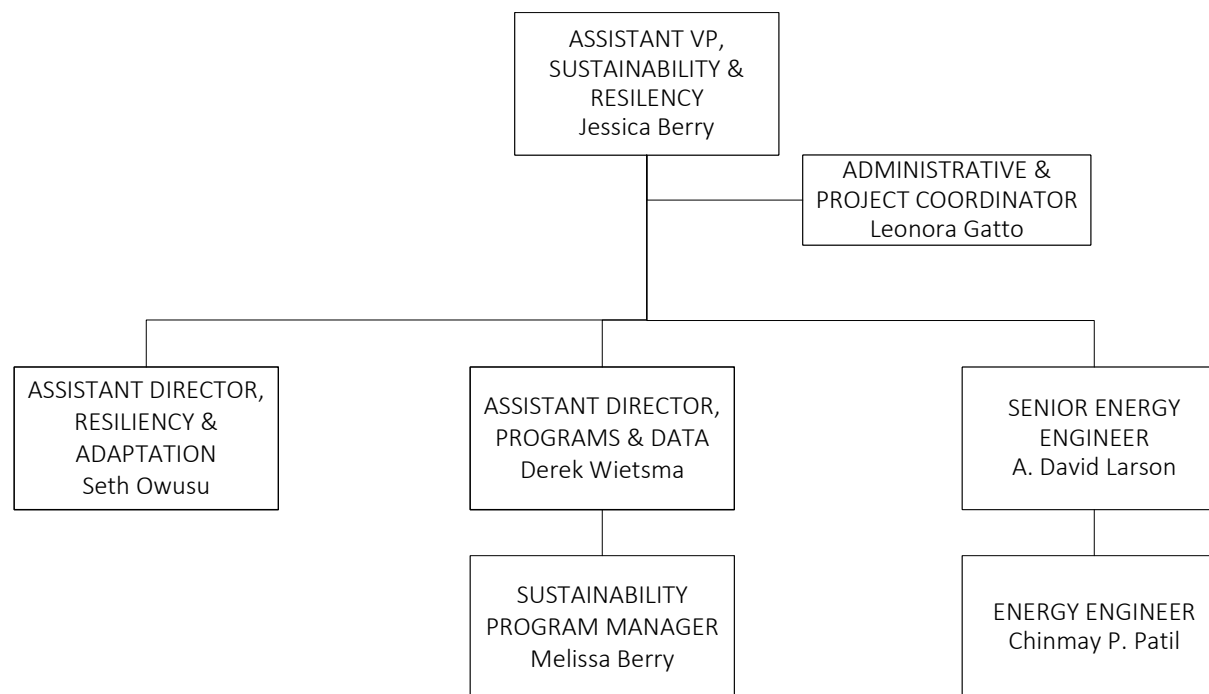 ASSISTANT VP,
SUSTAINABILITY &
RESILENCY
Jessica Berry
ADMINISTRATIVE &
PROJECT COORDINATOR
Leonora Gatto
ASSISTANT DIRECTOR,
RESILIENCY &
ADAPTATION
Seth Owusu
ASSISTANT DIRECTOR,
PROGRAMS & DATA
Derek Wietsma
SENIOR ENERGY
ENGINEER
A. David Larson
SUSTAINABILITY
PROGRAM MANAGER
Melissa Berry
ENERGY ENGINEER
Chinmay P. Patil